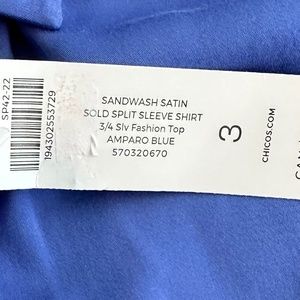 SP42-22
194302553729
SANDWASH SATIN
SOLD SPLIT SLEEVE SHIRT
3/4 Slv Fashion Top
AMPARO BLUE
570320670
3
CHICOS.COM